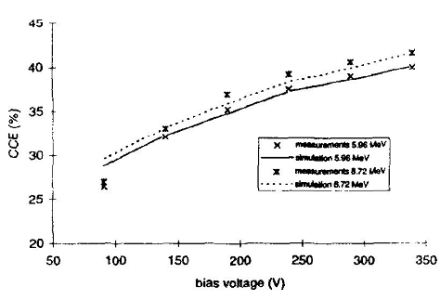 45
40
35
30
25
20
CCE (%)
measurements 5.96 MeV
simulation 5.96 MeV
measurements 8.72 MeV
simulation 8.72 MeV
50 100 150 200 250 300 350
bias voltage (V)